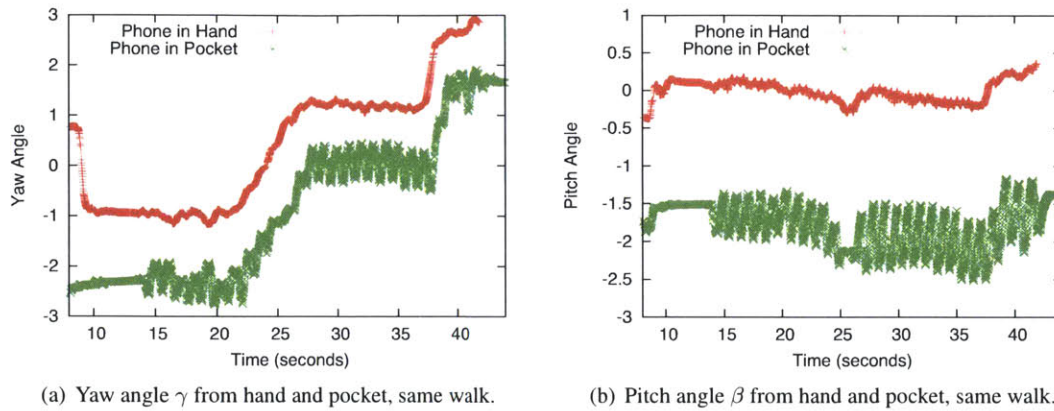 Phone in Hand
Phone in Pocket
3
2
1
0
-1
-2
-3
Yaw Angle
10 15 20 25 30 35 40
Time (seconds)
(a) Yaw angle γ from hand and pocket, same walk.
Phone in Hand
Phone in Pocket
1
0.5
0
-0.5
-1
-1.5
-2
-2.5
-3
Pitch Angle
10 15 20 25 30 35 40
Time (seconds)
(b) Pitch angle β from hand and pocket, same walk.